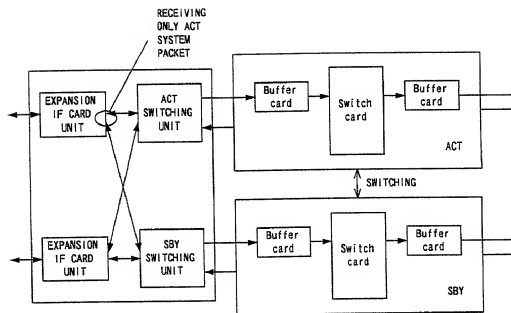 RECEIVING
ONLY ACT
SYSTEM
PACKET
EXPANSION
IF CARD
UNIT
ACT
SWITCHING
UNIT
Buffer
card
Switch
card
Buffer
card
ACT
SWITCHING
EXPANSION
IF CARD
UNIT
SBY
SWITCHING
UNIT
Buffer
card
Switch
card
Buffer
card
SBY